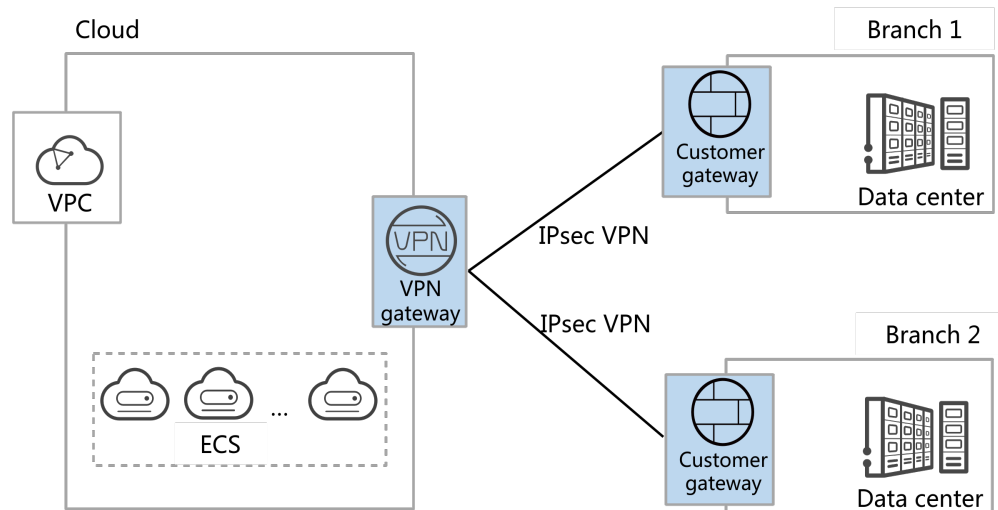 Cloud
VPC
VPN
VPN
gateway
...
ECS
IPsec VPN
IPsec VPN
Branch 1
Customer
gateway
Data center
Branch 2
Customer
gateway
Data center